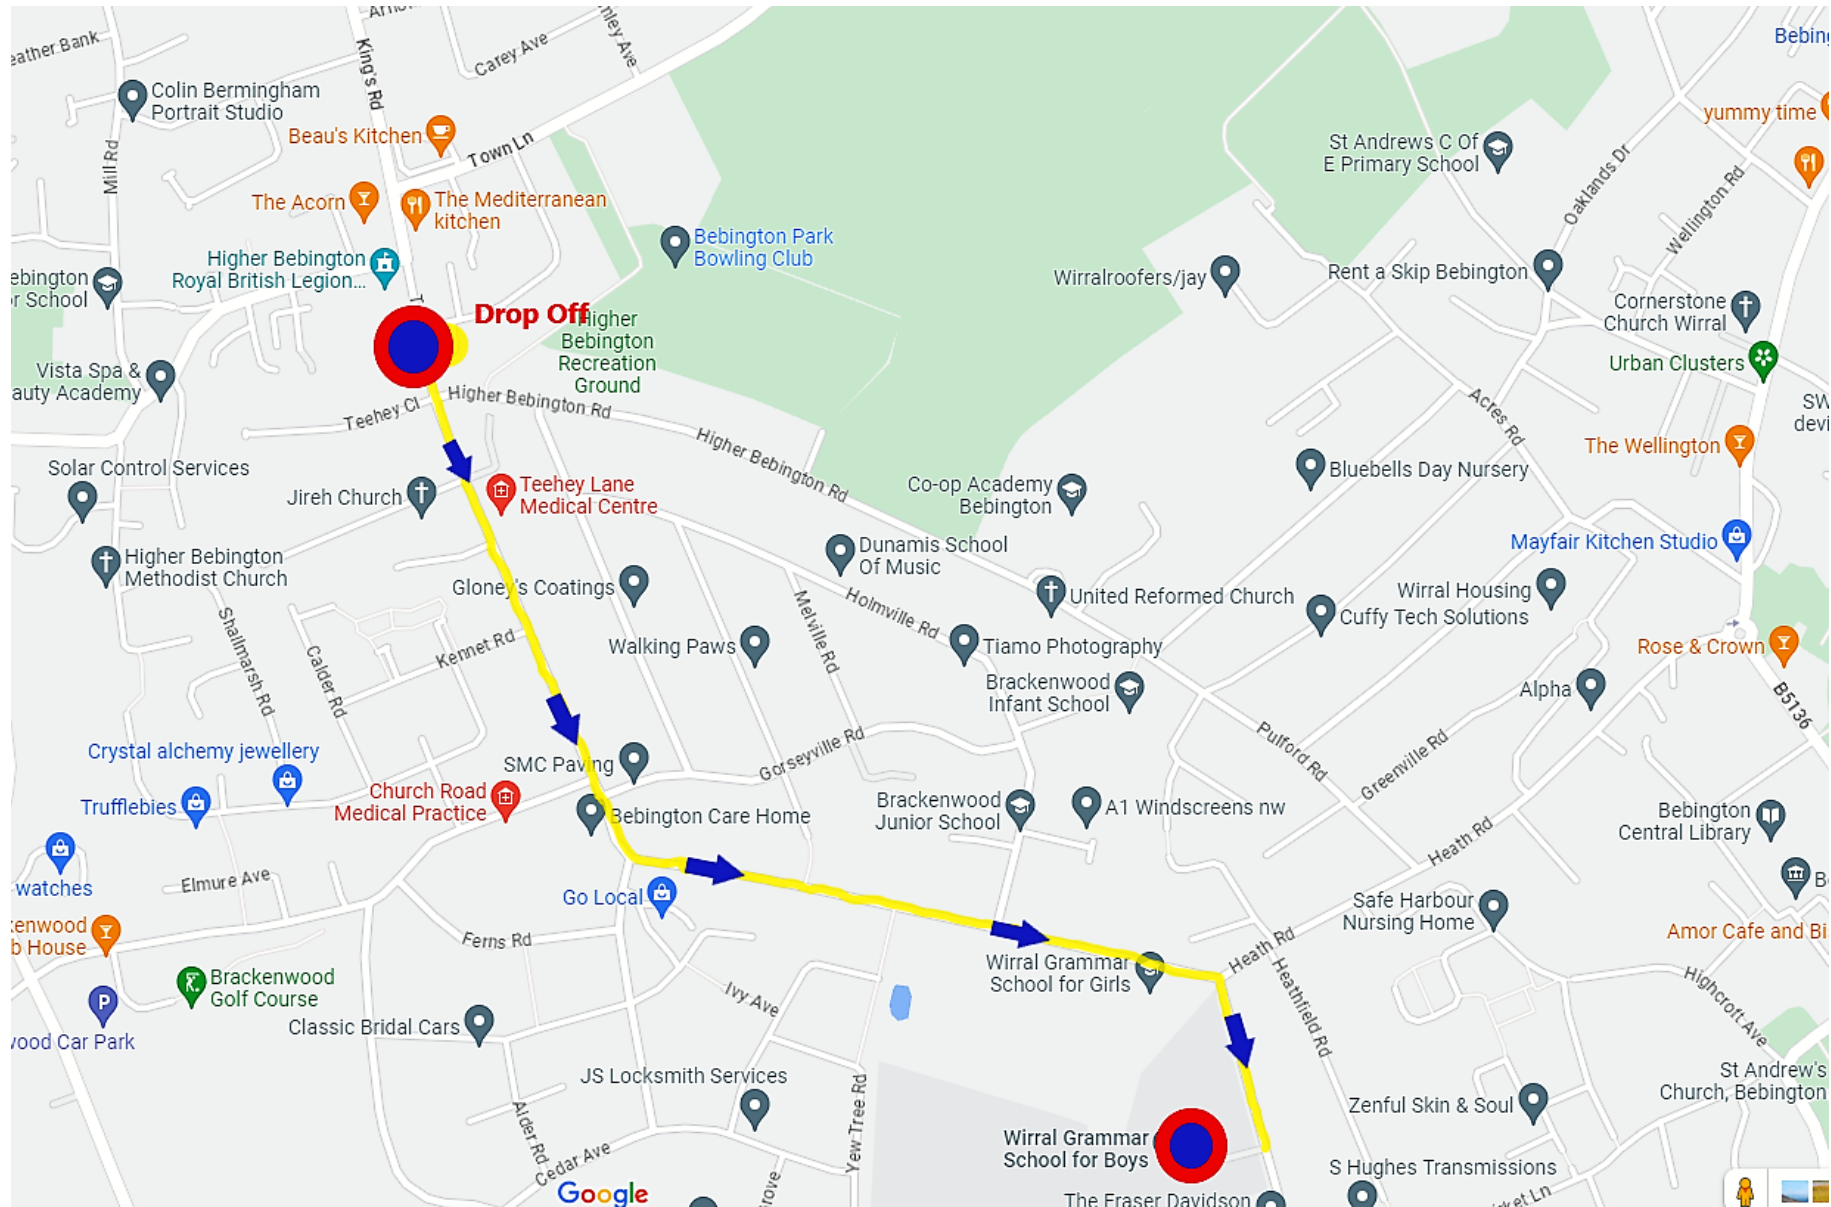 Arno
King's Rd
Carey Ave
nley Ave
eather Bank
Bebing
Colin Bermingham
Portrait Studio
Mill Rd
Beau's Kitchen
Town Ln
yummy time
St Andrews C Of
E Primary School
Oaklands Dr
Wellington Rd
The Acorn
The Mediterranean
kitchen
Bebington Park
Bowling Club
Higher Bebington
Royal British Legion...
ebington
r School
T
Wirralroofers/jay
Rent a Skip Bebington
Cornerstone
Church Wirral
Drop Off
Higher
Bebington
Recreation
Ground
Urban Clusters
Vista Spa &
auty Academy
Teehey Cl
Higher Bebington Rd
Acres Rd
SW
devi
The Wellington
Higher Bebington Rd
Solar Control Services
Jireh Church
Teehey Lane
Medical Centre
Co-op Academy
Bebington
Bluebells Day Nursery
Mayfair Kitchen Studio
Higher Bebington
Methodist Church
Dunamis School
Of Music
Gloney's Coatings
United Reformed Church
Wirral Housing
Cuffy Tech Solutions
Shallmarsh Rd
Calder Rd
Kennet Rd
Walking Paws
Melville Rd
Holmville Rd
Tiamo Photography
Rose & Crown
Brackenwood
Infant School
Alpha
B5136
Crystal alchemy jewellery
SMC Paving
Gorseyville Rd
Pulford Rd
Greenville Rd
Trufflebies
Church Road
Medical Practice
Bebington Care Home
Brackenwood
Junior School
A1 Windscreens nw
Bebington
Central Library
Heath Rd
watches
Elmure Ave
Go Local
Safe Harbour
Nursing Home
B
kenwood
b House
Ferns Rd
Amor Cafe and Bi
Heath Rd
Wirral Grammar
School for Girls
Heathfield Rd
Brackenwood
Golf Course
Ivy Ave
Highcroft Ave
P
wood Car Park
Classic Bridal Cars
JS Locksmith Services
St Andrew's
Church, Bebington
Alder Rd
Cedar Ave
Yew Tree Rd
Zenful Skin & Soul
Wirral Grammar
School for Boys
S Hughes Transmissions
Google
rove
The Fraser Davidson
ket Ln